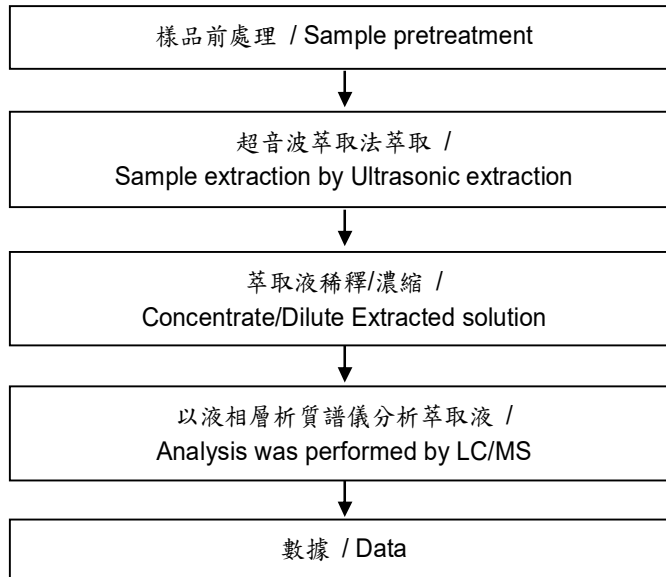 樣品前處理 / Sample pretreatment
超音波萃取法萃取 /
Sample extraction by Ultrasonic extraction
萃取液稀釋/濃縮 /
Concentrate/Dilute Extracted solution
以液相層析質譜儀分析萃取液 /
Analysis was performed by LC/MS
數據 / Data